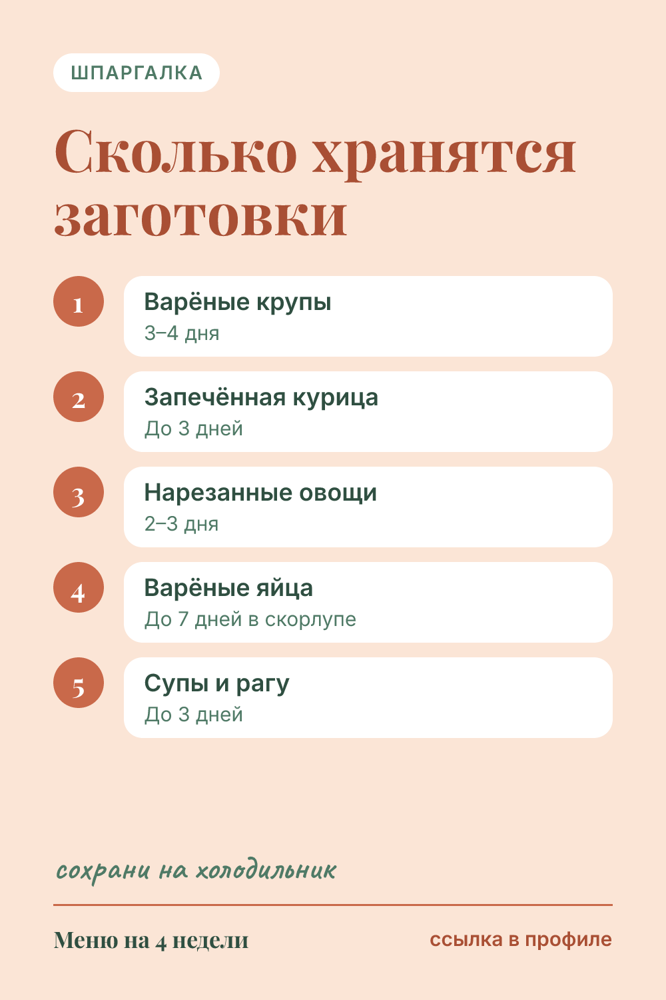 ШПАРГАЛКА
Сколько хранятся
заготовки
1
Варёные крупы
3–4 дня
2
Запечённая курица
До 3 дней
3
Нарезанные овощи
2–3 дня
4
Варёные яйца
До 7 дней в скорлупе
5
Супы и рагу
До 3 дней
сохрани на холодильник
Меню на 4 недели
ссылка в профиле